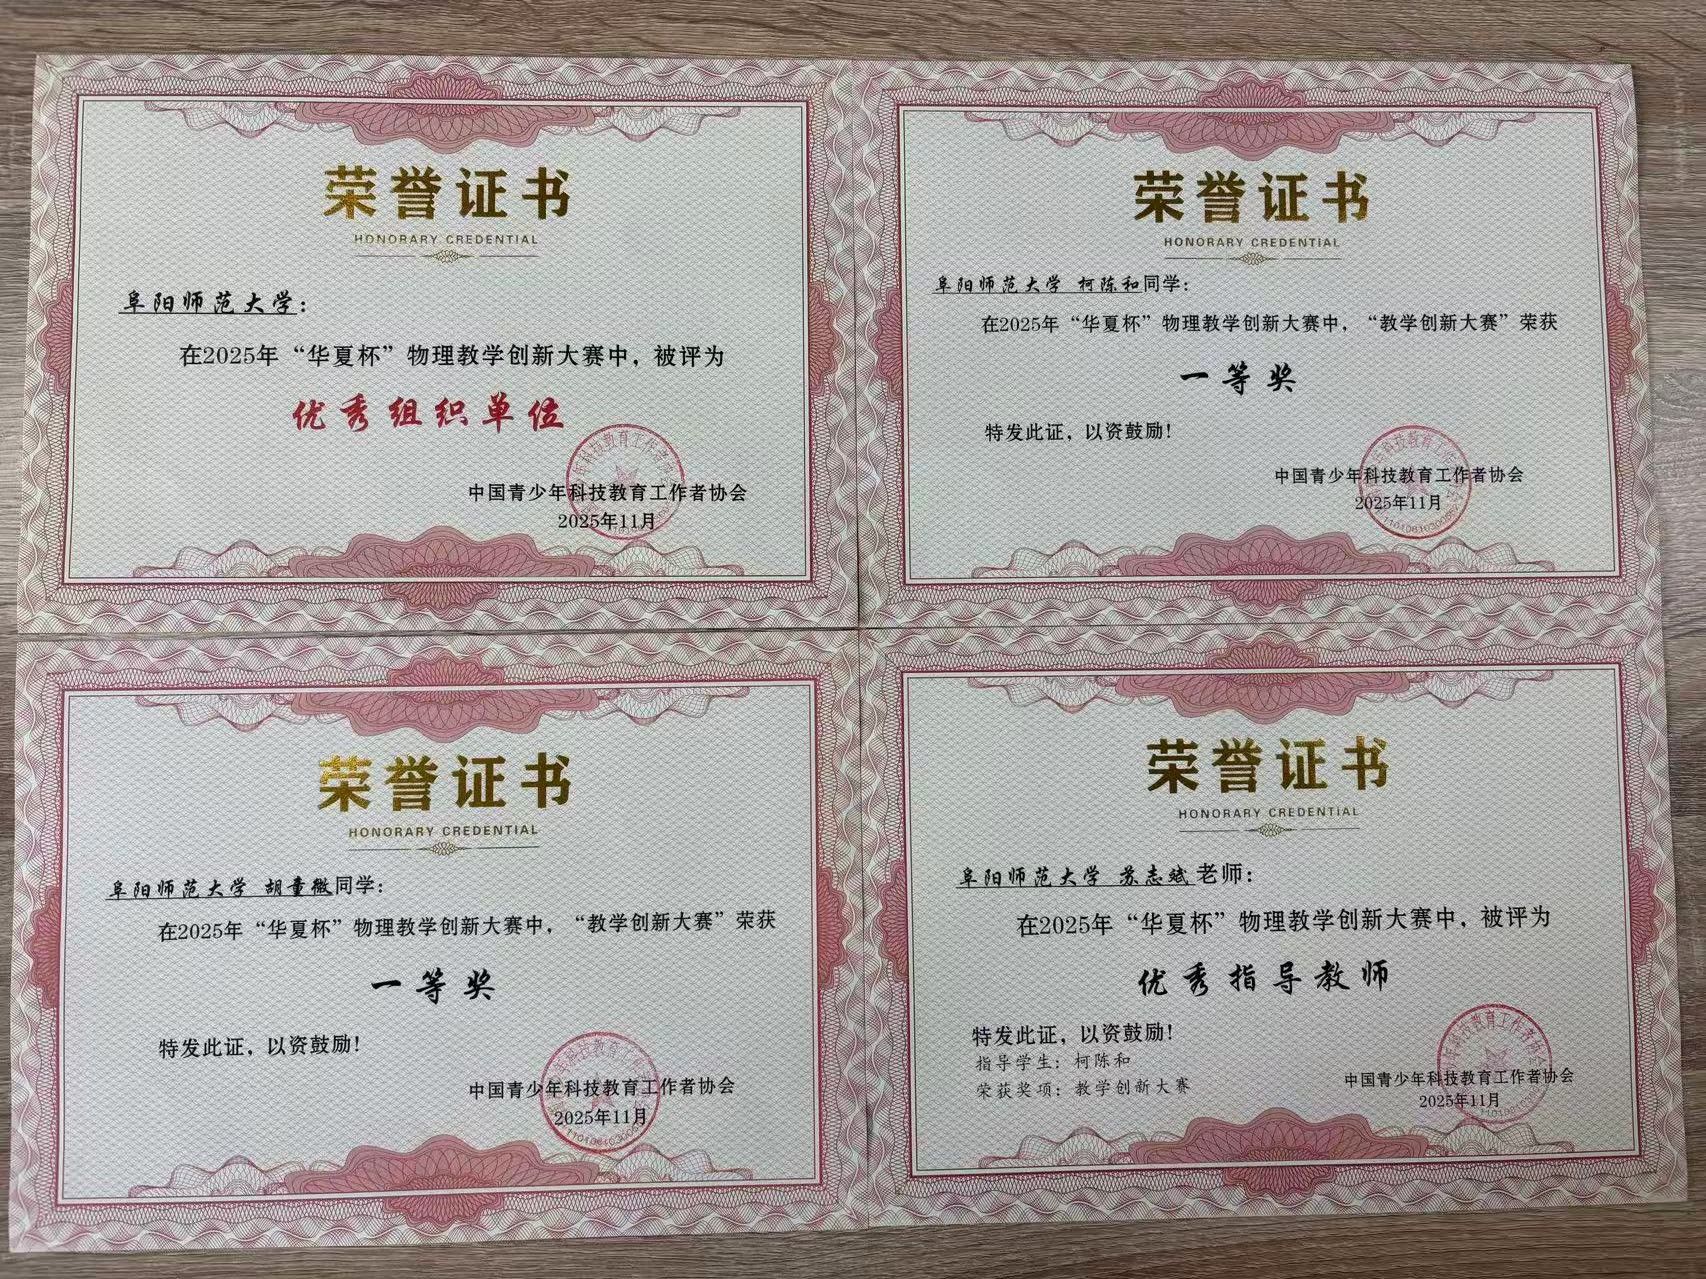 荣誉证书
HONORARY CREDENTIAL
阜阳师范大学：
在2025年“华夏杯”物理教学创新大赛中，被评为
优秀组织单位
中国青少年科技教育工作者协会
2025年11月
荣誉证书
HONORARY CREDENTIAL
阜阳师范大学 柯陈和同学：
在2025年“华夏杯”物理教学创新大赛中，“教学创新大赛”荣获
一等奖
特发此证，以资鼓励！
中国青少年科技教育工作者协会
2025年11月
荣誉证书
HONORARY CREDENTIAL
阜阳师范大学 胡童微同学：
在2025年“华夏杯”物理教学创新大赛中，“教学创新大赛”荣获
一等奖
特发此证，以资鼓励！
中国青少年科技教育工作者协会
2025年11月
荣誉证书
HONORARY CREDENTIAL
阜阳师范大学 苏志斌老师：
在2025年“华夏杯”物理教学创新大赛中，被评为
优秀指导教师
特发此证，以资鼓励！
指导学生：柯陈和
荣获奖项：教学创新大赛
中国青少年科技教育工作者协会
2025年11月